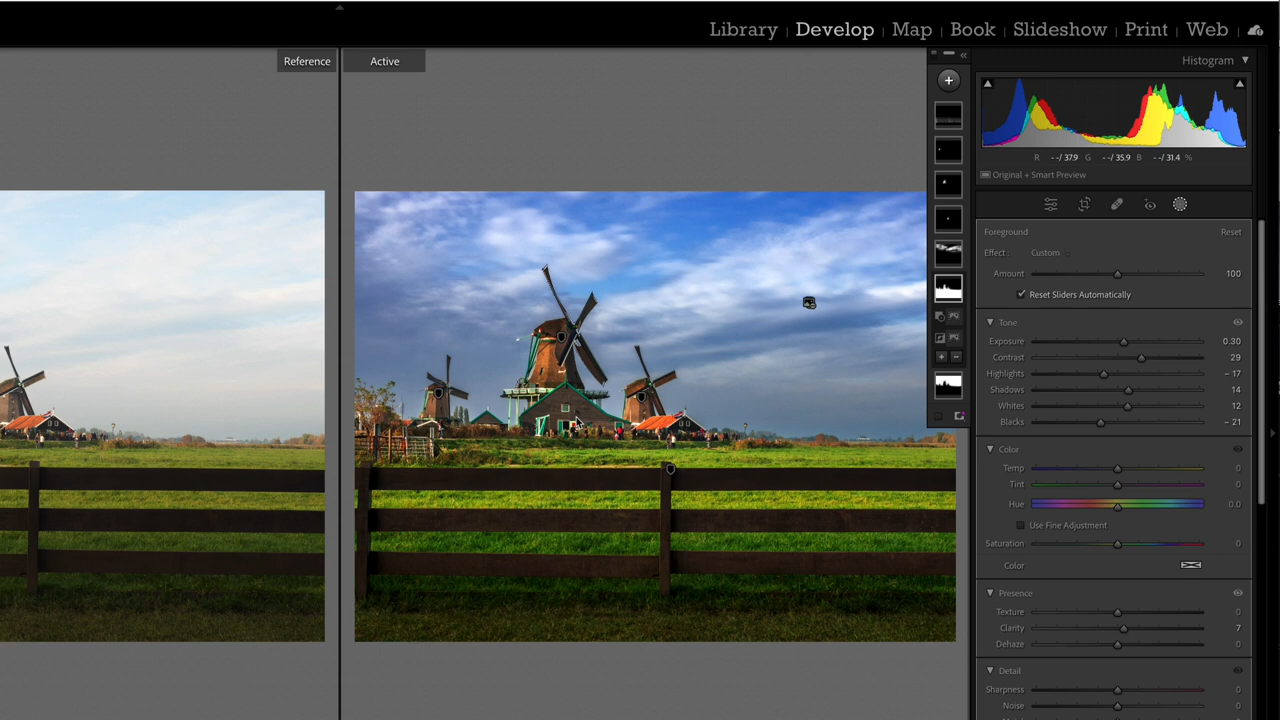 Library | Develop | Map | Book | Slideshow | Print | Web |
Reference
Active
Histogram
R --/ 37.9 G --/ 35.9 B --/ 31.4 %
Original + Smart Preview
Foreground Reset
Effect : Custom
Amount 100
Reset Sliders Automatically
Tone
Exposure 0.30
Contrast 29
Highlights – 17
Shadows 14
Whites 12
Blacks – 21
Color
Temp 0
Tint 0
Hue 0.0
Use Fine Adjustment
Saturation 0
Color
Presence
Texture 0
Clarity 7
Dehaze 0
Detail
Sharpness 0
Noise 0